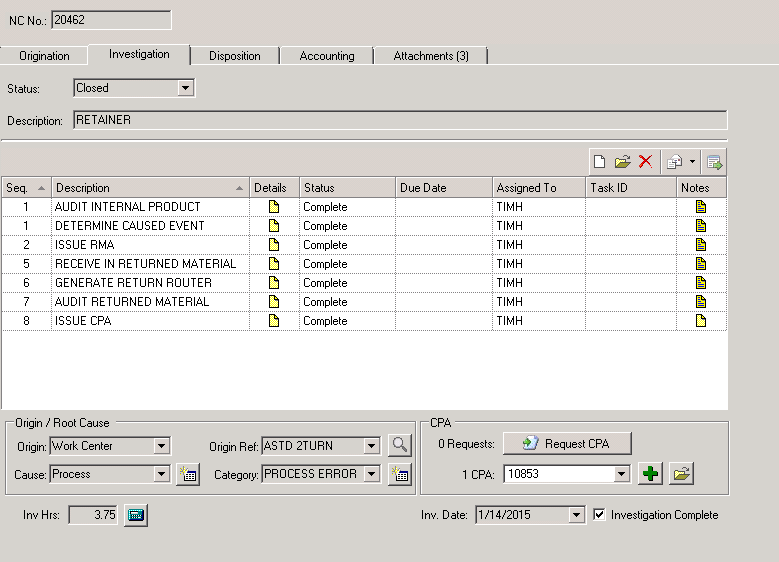 NC No.: 20462
Origination Investigation Disposition Accounting Attachments (3)
Status: Closed
Description: RETAINER
Seq. Description Details Status Due Date Assigned To Task ID Notes
1 AUDIT INTERNAL PRODUCT Complete TIMH
1 DETERMINE CAUSED EVENT Complete TIMH
2 ISSUE RMA Complete TIMH
5 RECEIVE IN RETURNED MATERIAL Complete TIMH
6 GENERATE RETURN ROUTER Complete TIMH
7 AUDIT RETURNED MATERIAL Complete TIMH
8 ISSUE CPA Complete TIMH
Origin / Root Cause CPA
Origin: Work Center Origin Ref: ASTD 2TURN 0 Requests: Request CPA
Cause: Process Category: PROCESS ERROR 1 CPA: 10853
Inv Hrs: 3.75 Inv. Date: 1/14/2015 Investigation Complete